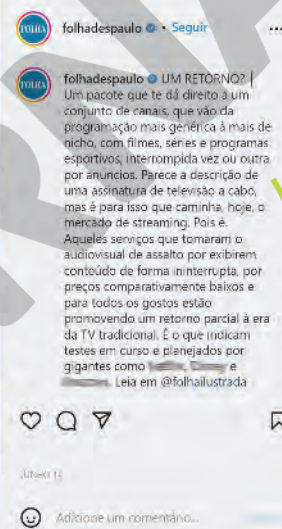 FOLHA
folhadespaulo • Seguir
FOLHA
folhadespaulo UM RETORNO? |
Um pacote que te dá direito a um
conjunto de canais, que vão da
programação mais genérica à mais de
nicho, com filmes, séries e programas
esportivos, interrompida vez ou outra
por anúncios. Parece a descrição de
uma assinatura de televisão a cabo,
mas é para isso que caminha, hoje, o
mercado de streaming. Pois é.
Aqueles serviços que tomaram o
audiovisual de assalto por exibirem
conteúdo de forma ininterrupta, por
preços comparativamente baixos e
para todos os gostos estão
promovendo um retorno parcial à era
da TV tradicional. É o que indicam
testes em curso e planejados por
gigantes como e
. Leia em @folhailustrada
JUNHO
Adicione um comentário...